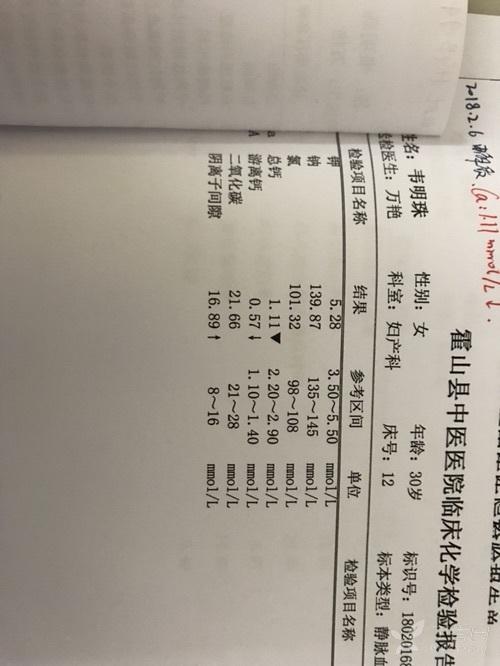 2018.2.6 电解质 Ca:1.11 mmol/L↓.
霍山县中医医院临床化学检验报告
姓名: 韦明珠 性别: 女 年龄: 30岁 标识号: 18020168
送检医生: 万艳 科室: 妇产科 床号: 12 标本类型: 静脉血
检验项目名称 结果 参考区间 单位 检验项目名称
钾 5.28 3.50～5.50 mmol/L
钠 139.87 135～145 mmol/L
氯 101.32 98～108 mmol/L
总钙 1.11▼ 2.20～2.90 mmol/L
游离钙 0.57↓ 1.10～1.40 mmol/L
二氧化碳 21.66 21～28 mmol/L
阴离子间隙 16.89↑ 8～16 mmol/L